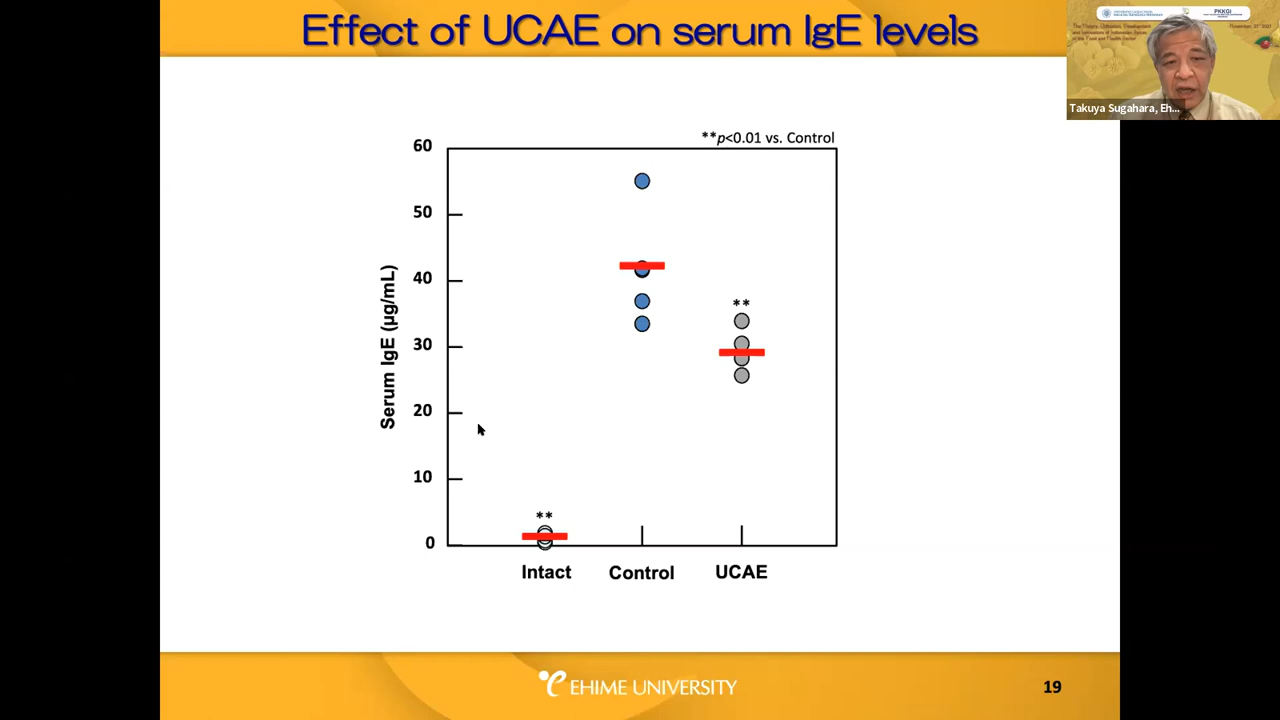 Effect of UCAE on serum IgE levels
PKKGI
Takuya Sugahara, Eh...
**p<0.01 vs. Control
60
50
40
30
20
10
0
Serum IgE (µg/mL)
**
**
Intact
Control
UCAE
EHIME UNIVERSITY
19